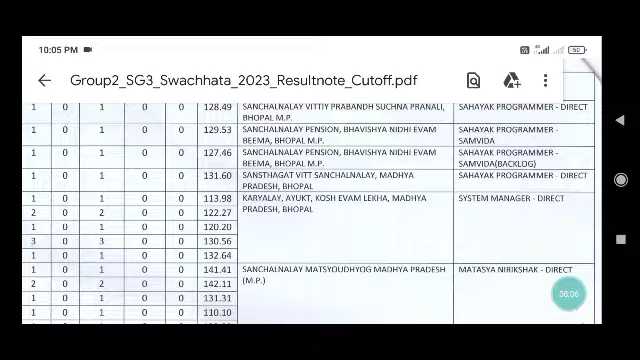 10:05 PM
50
Group2_SG3_Swachhata_2023_Resultnote_Cutoff.pdf
1 0 1 0 0 128.49 SANCHALNALAY VITTIY PRABANDH SUCHNA PRANALI, SAHAYAK PROGRAMMER - DIRECT
BHOPAL M.P.
1 0 1 0 0 129.53 SANCHALNALAY PENSION, BHAVISHYA NIDHI EVAM SAHAYAK PROGRAMMER -
BEEMA, BHOPAL M.P. SAMVIDA
1 0 1 0 0 127.46 SANCHALNALAY PENSION, BHAVISHYA NIDHI EVAM SAHAYAK PROGRAMMER -
BEEMA, BHOPAL M.P. SAMVIDA(BACKLOG)
1 0 1 0 0 131.60 SANSTHAGAT VITT SANCHALNALAY, MADHYA SAHAYAK PROGRAMMER - DIRECT
PRADESH, BHOPAL
1 0 1 0 0 113.98 KARYALAY, AYUKT, KOSH EVAM LEKHA, MADHYA SYSTEM MANAGER - DIRECT
2 0 2 0 0 122.27 PRADESH, BHOPAL
1 0 1 0 0 120.20
3 0 3 0 0 130.56
1 0 1 0 0 132.64
1 0 1 0 0 141.41 SANCHALNALAY MATSYOUDHYOG MADHYA PRADESH MATASYA NIRIKSHAK - DIRECT
2 0 2 0 0 142.11 (M.P.)
1 0 1 0 0 131.31
1 0 1 0 0 110.10
08:06